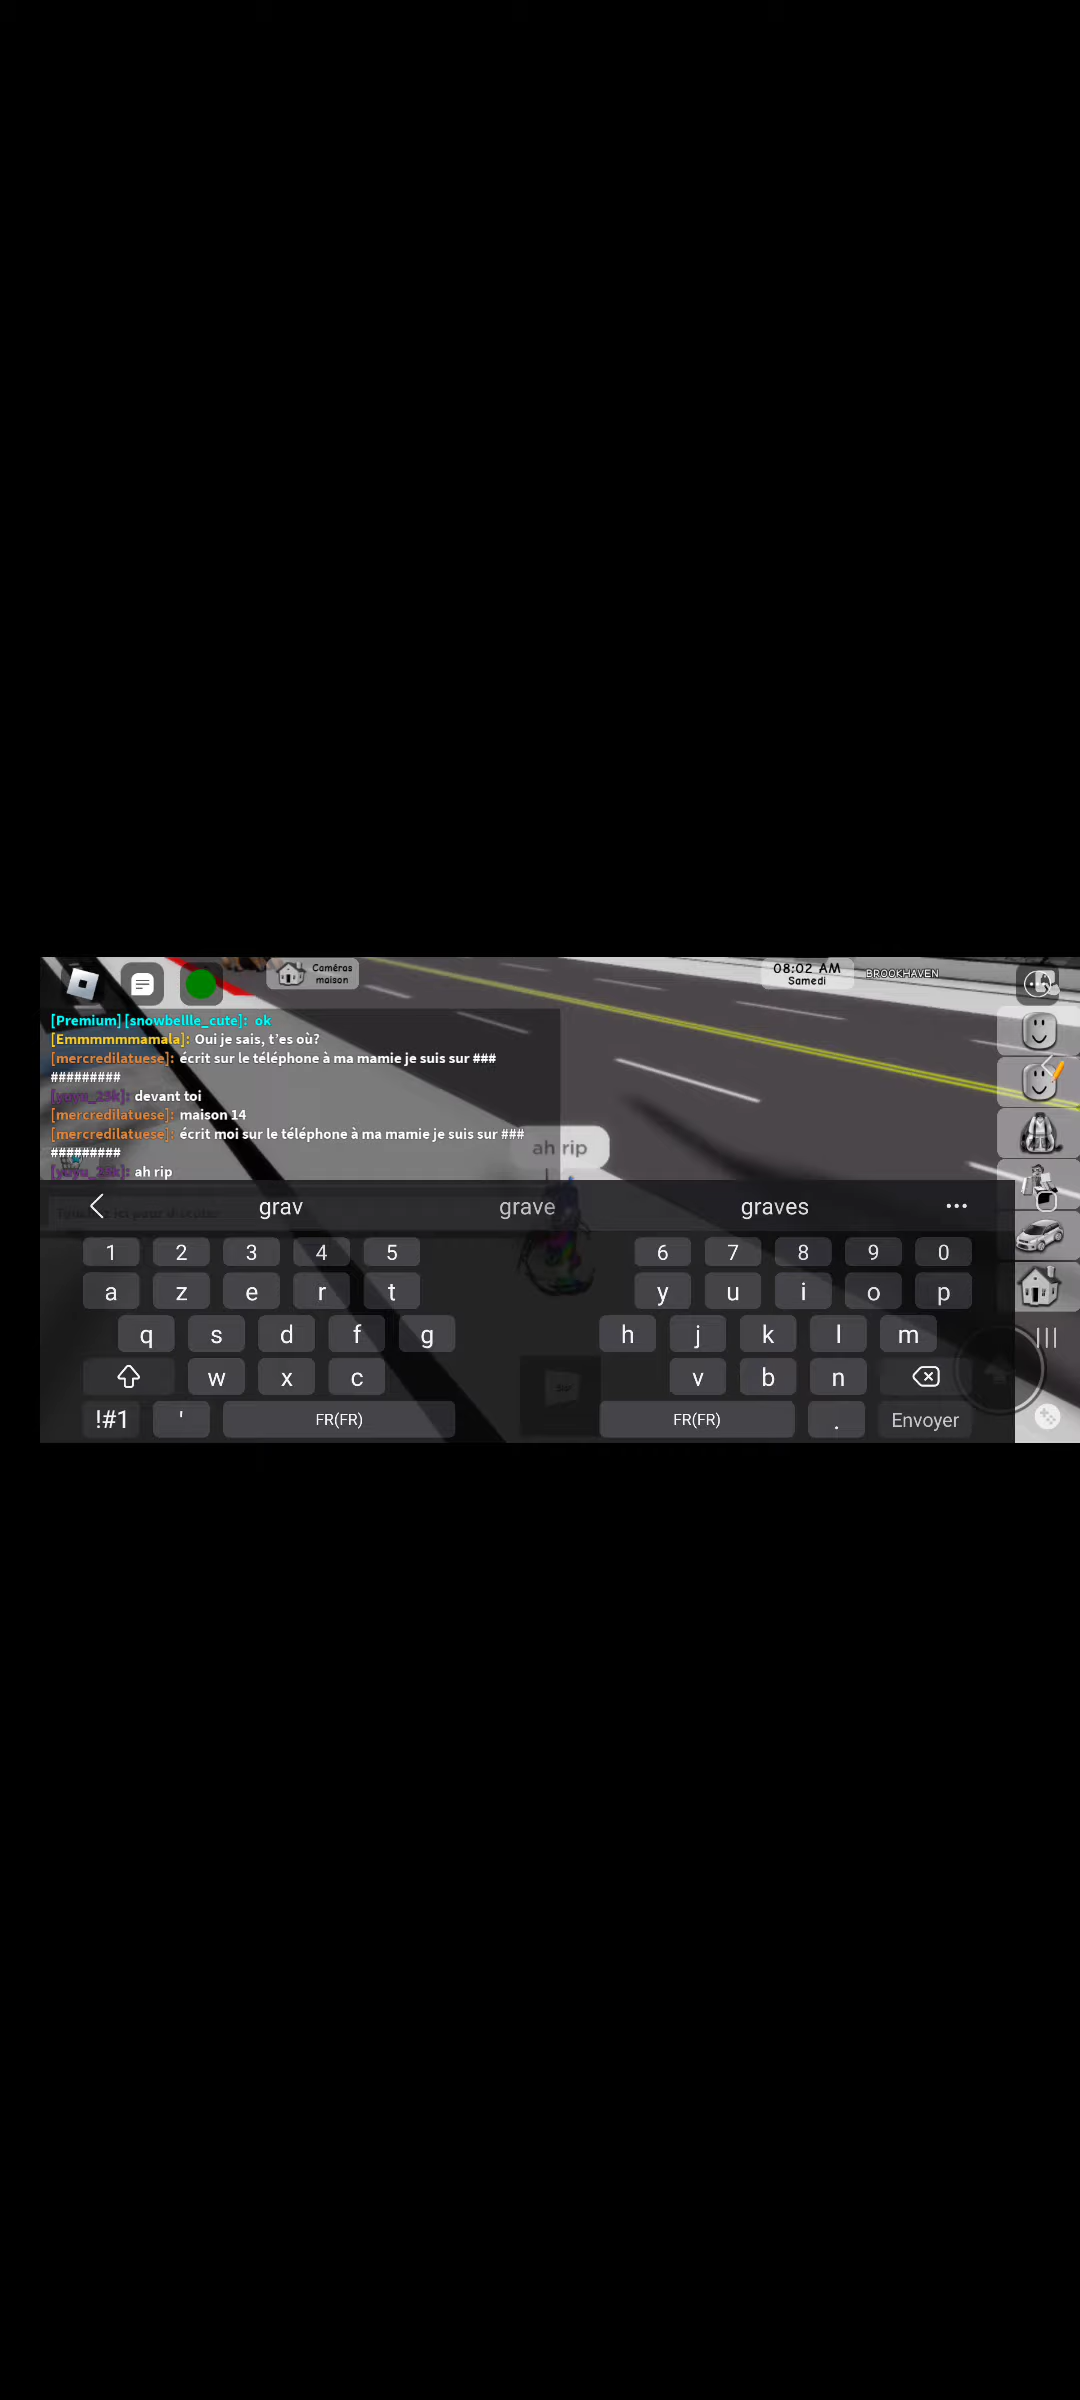 Caméras
maison
08:02 AM
Samedi
BROOKHAVEN
[Premium] [snowbellle_cute]: ok
[Emmmmmmamala]: Oui je sais, t'es où?
[mercredilatuese]: écrit sur le téléphone à ma mamie je suis sur ###
#########
devant toi
[mercredilatuese]: maison 14
[mercredilatuese]: écrit moi sur le téléphone à ma mamie je suis sur ###
#########
ah rip
ah rip
grav grave graves
1 2 3 4 5 6 7 8 9 0
a z e r t y u i o p
q s d f g h j k l m
w x c v b n
!#1 ' FR(FR) FR(FR) . Envoyer